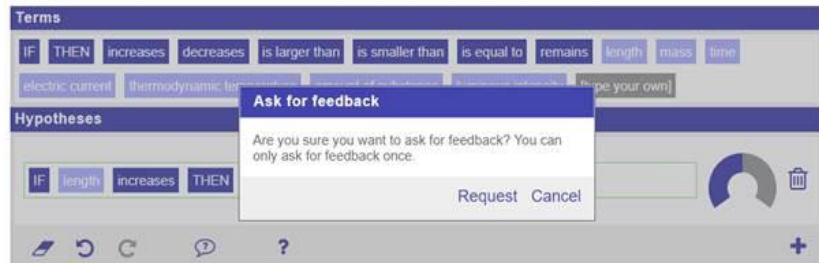 Terms
IF THEN increases decreases is larger than is smaller than is equal to remains length mass time
electric current thermodynamic temperature amount of substance luminous intensity [type your own]
Ask for feedback
Hypotheses
Are you sure you want to ask for feedback? You can
only ask for feedback once.
IF length increases THEN
Request Cancel
?